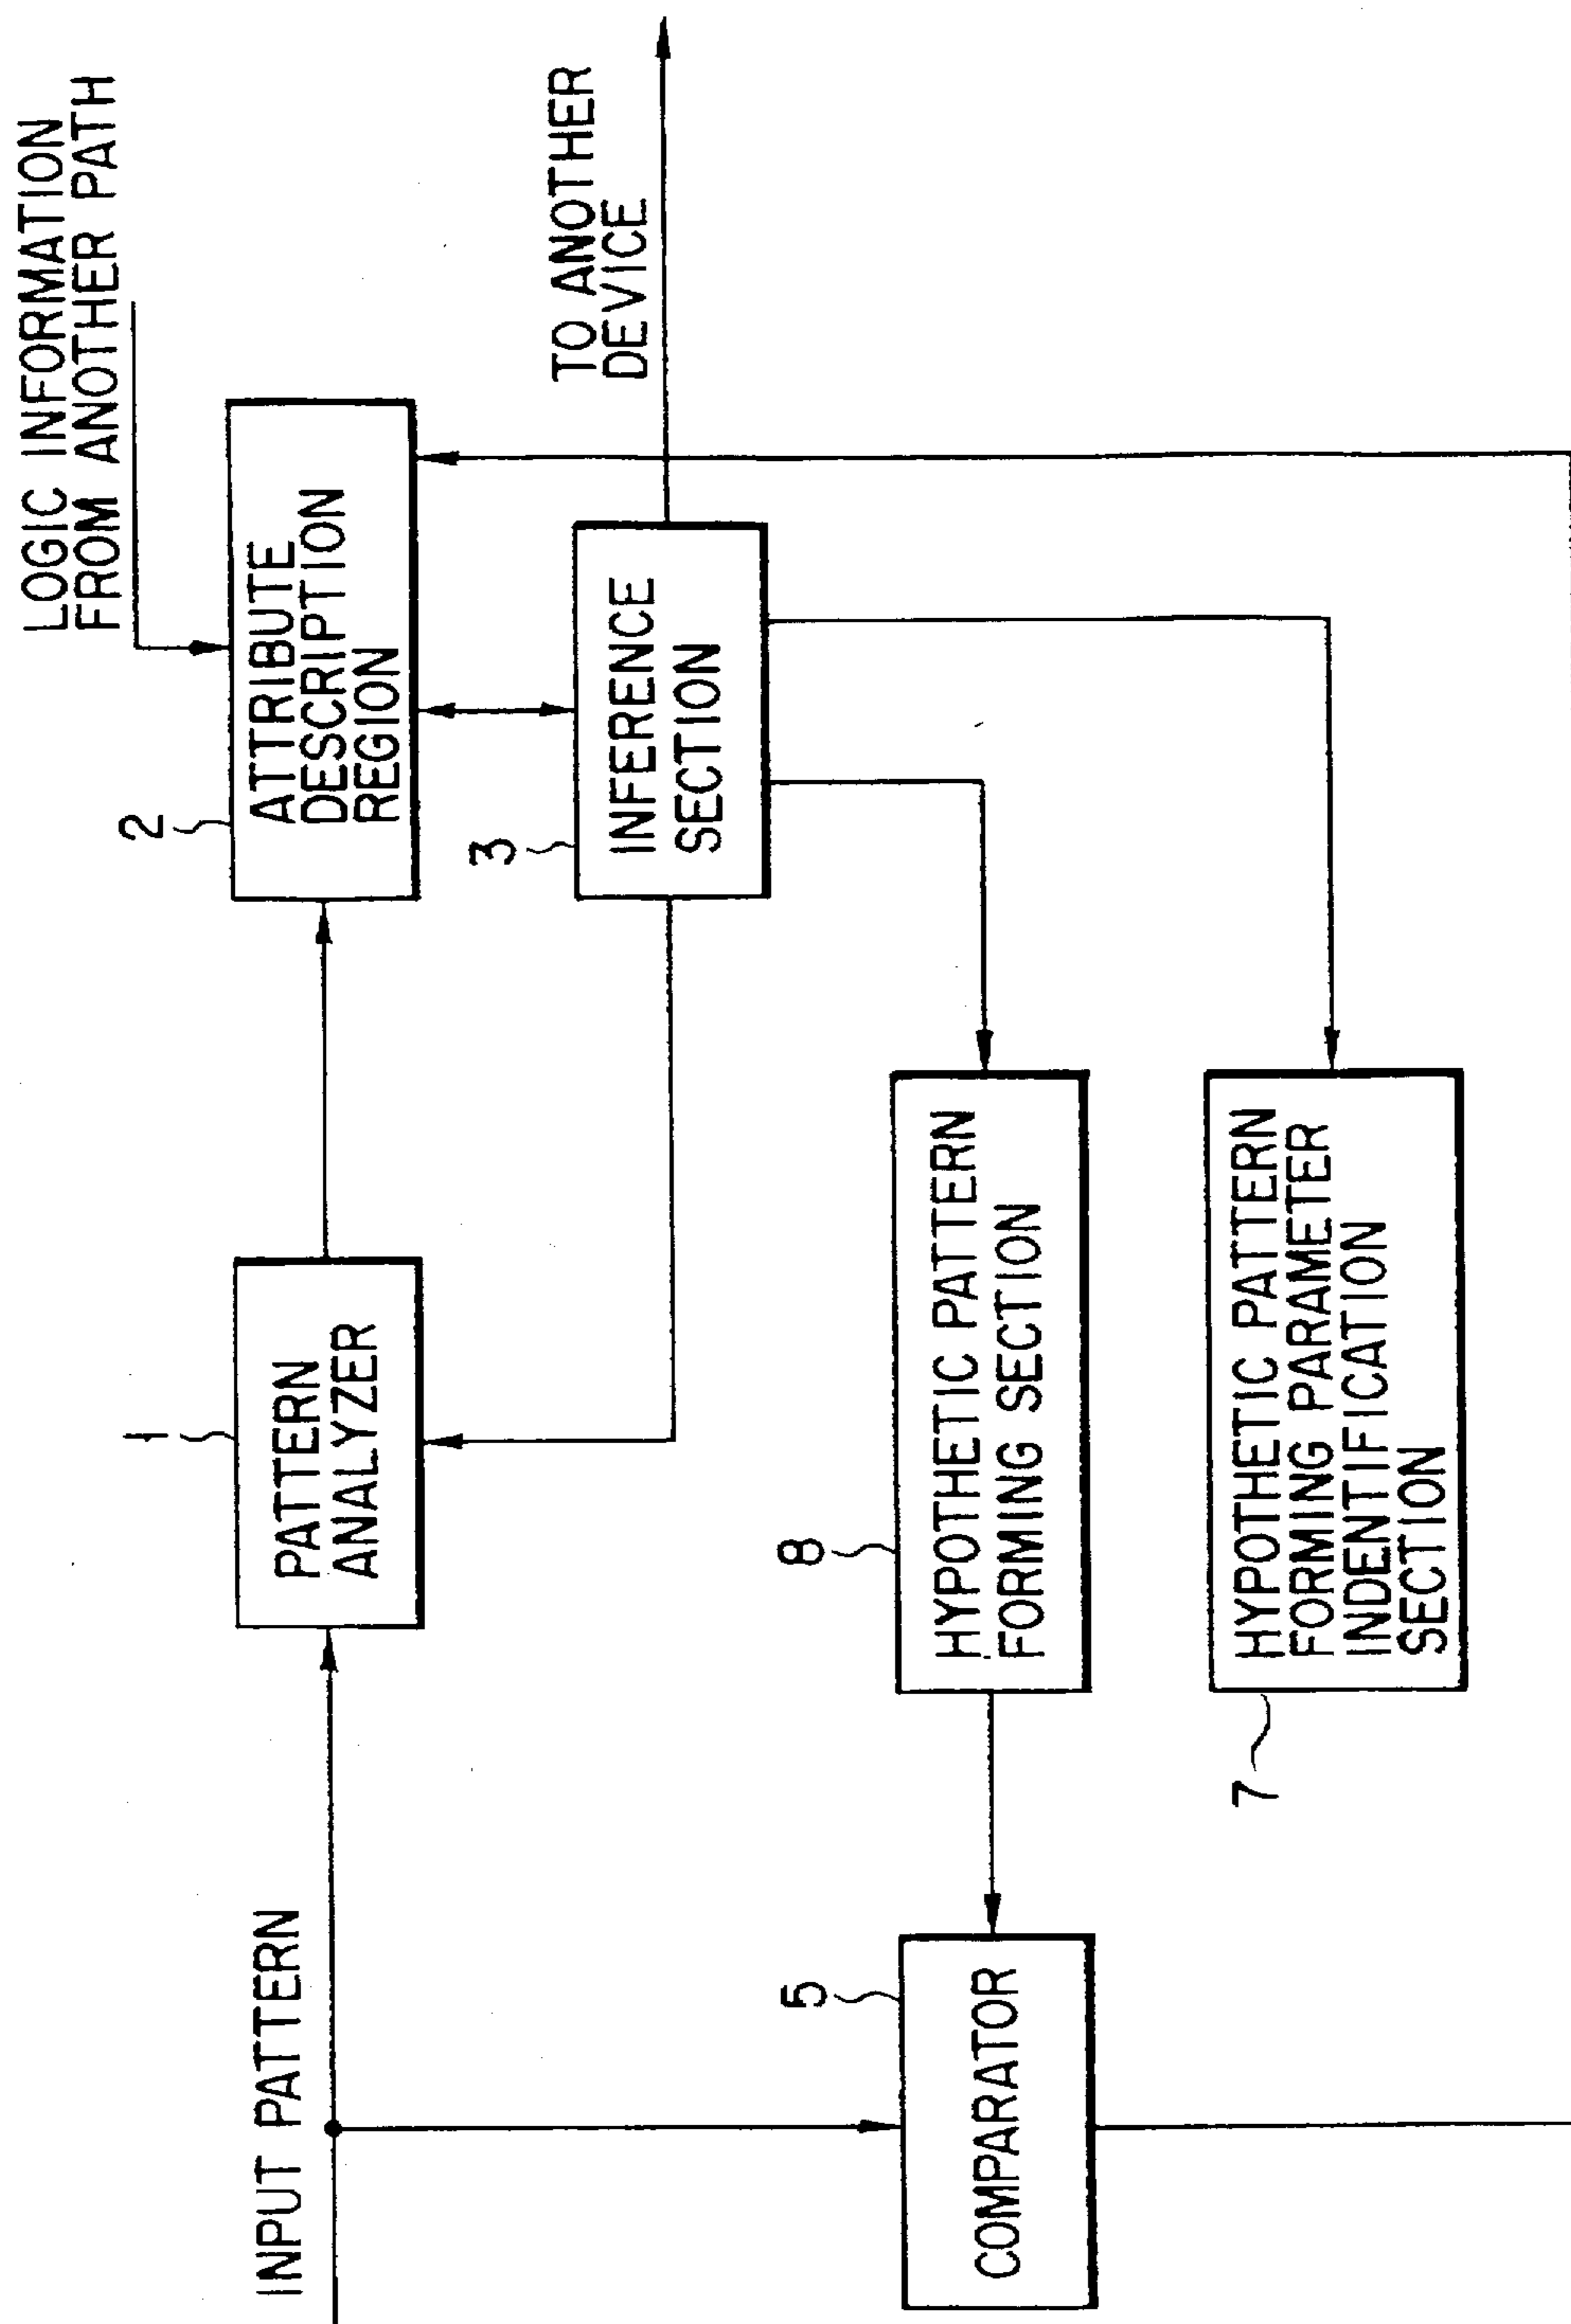 LOGIC INFORMATION
FROM ANOTHER PATH
INPUT PATTERN
1
PATTERN
ANALYZER
2
ATTRIBUTE
DESCRIPTION
REGION
TO ANOTHER
DEVICE
3
INFERENCE
SECTION
5
COMPARATOR
8
HYPOTHETIC PATTERN
FORMING SECTION
7
HYPOTHETIC PATTERN
FORMING PARAMETER
INDENTIFICATION
SECTION